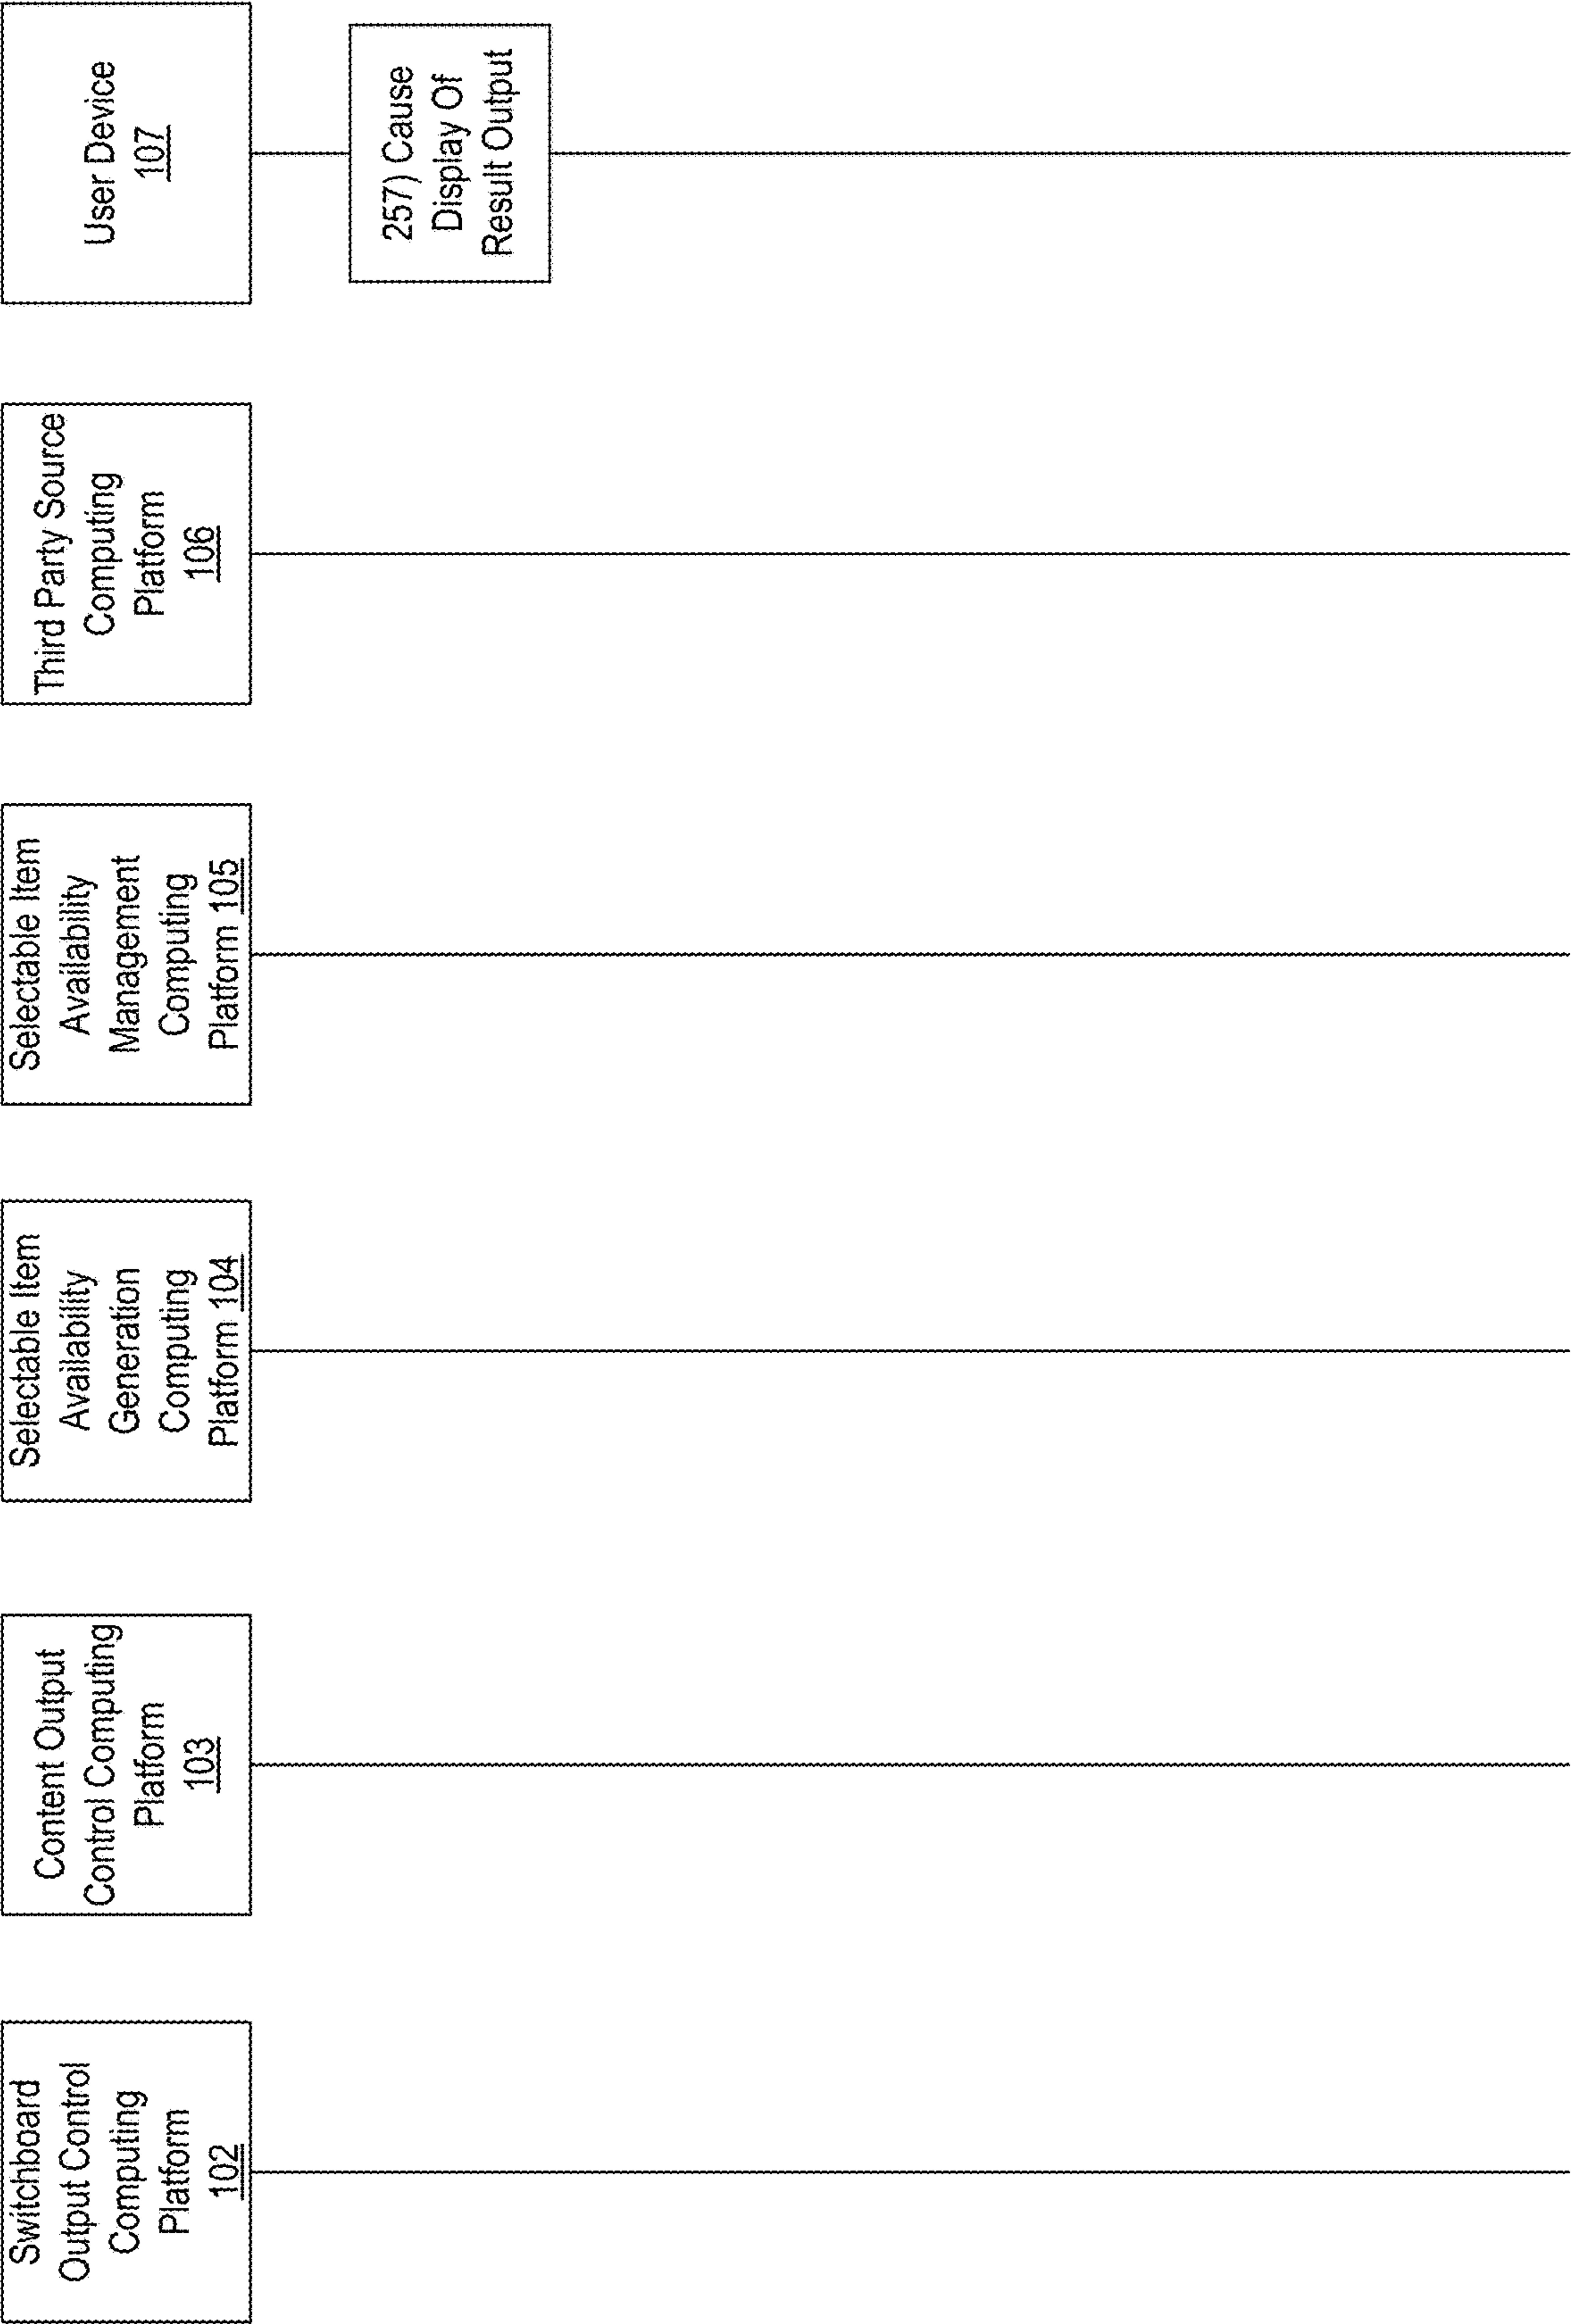 Switchboard
Output Control
Computing
Platform
102
Content Output
Control Computing
Platform
103
Selectable Item
Availability
Generation
Computing
Platform 104
Selectable Item
Availability
Management
Computing
Platform 105
Third Party Source
Computing
Platform
106
User Device
107
257) Cause
Display Of
Result Output